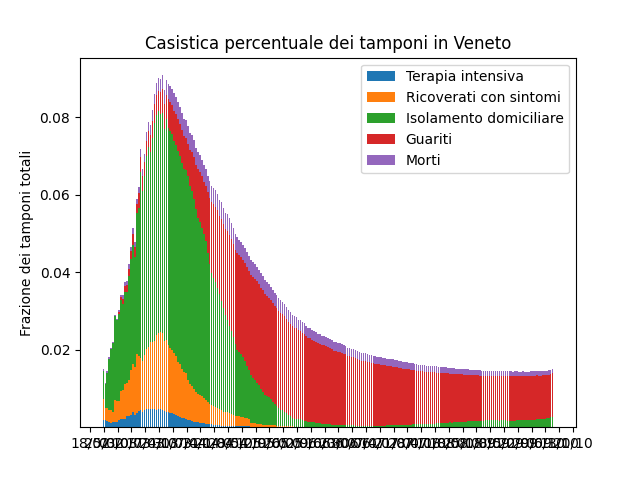 Casistica percentuale dei tamponi in Veneto
Terapia intensiva
Ricoverati con sintomi
Isolamento domiciliare
Guariti
Morti
Frazione dei tamponi totali
0.08
0.06
0.04
0.02